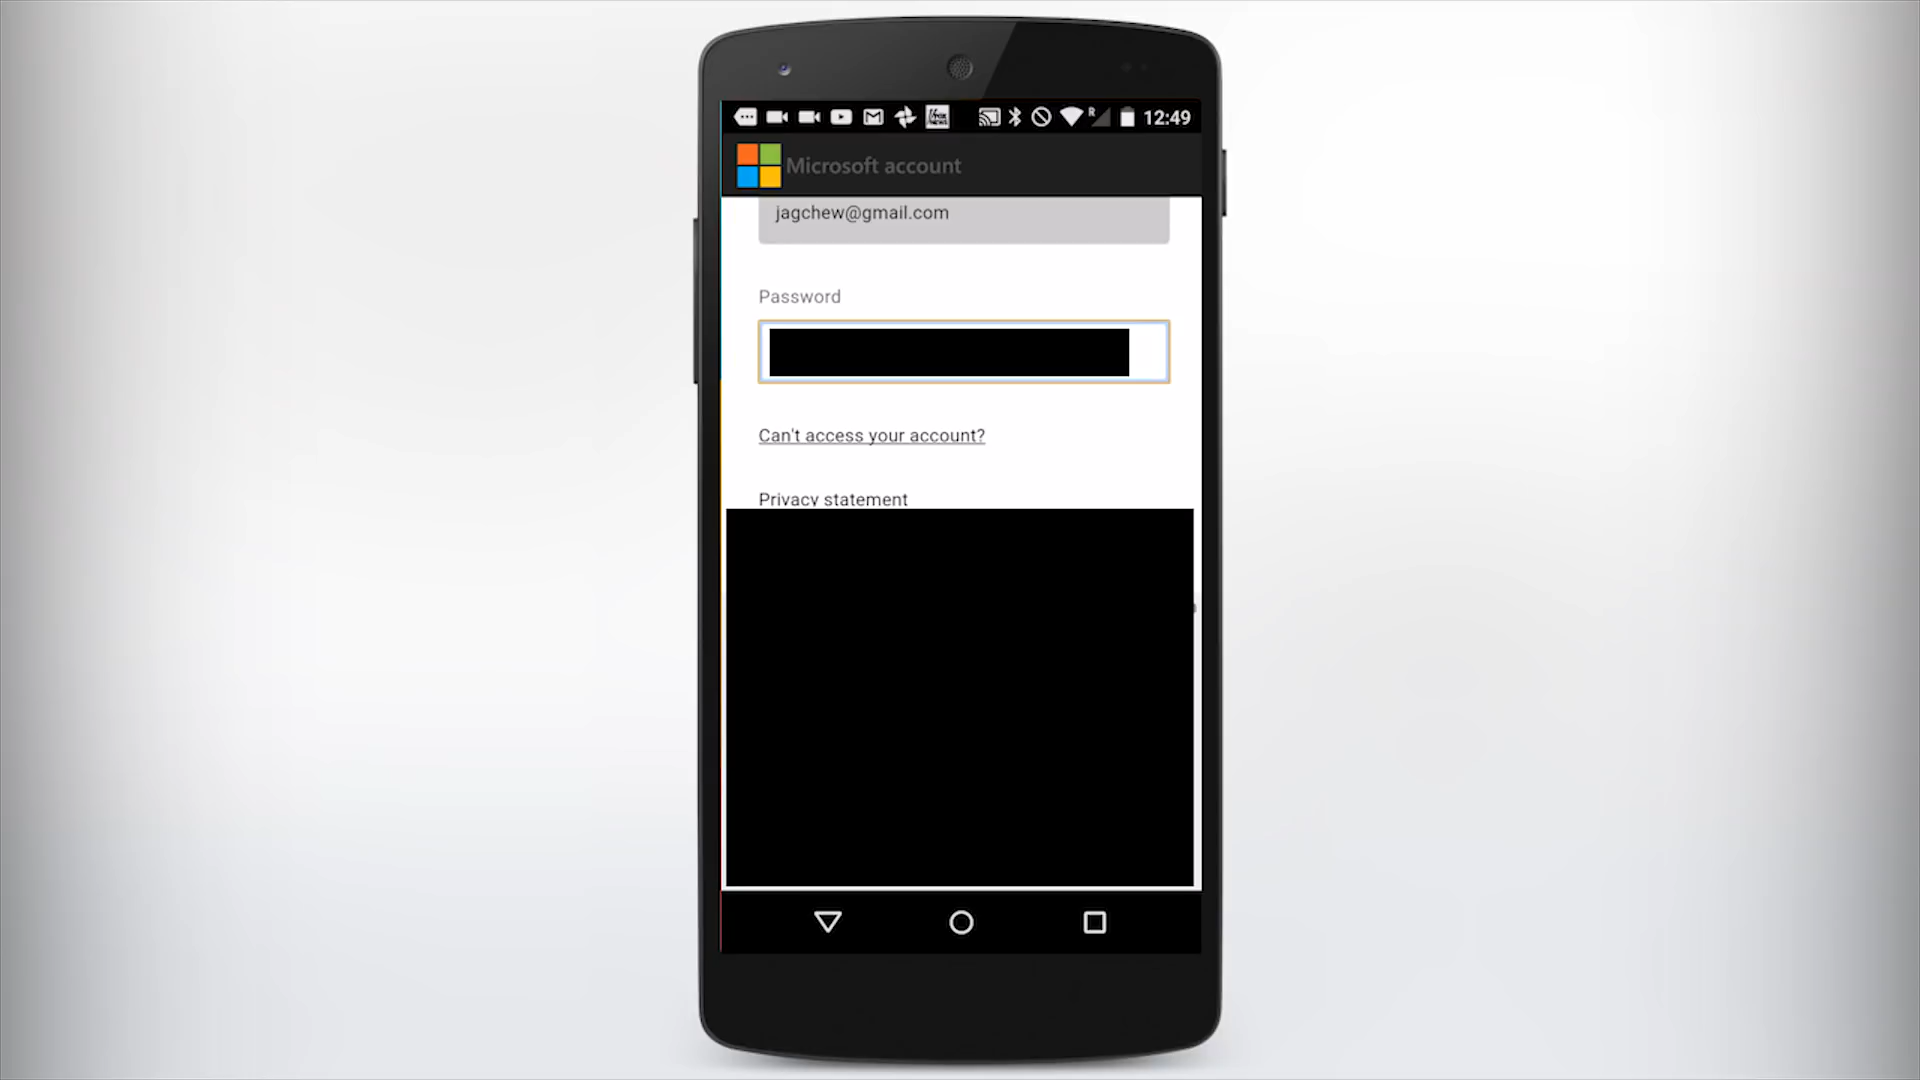 12:49
Microsoft account
jagchew@gmail.com
Password
Can't access your account?
Privacy statement